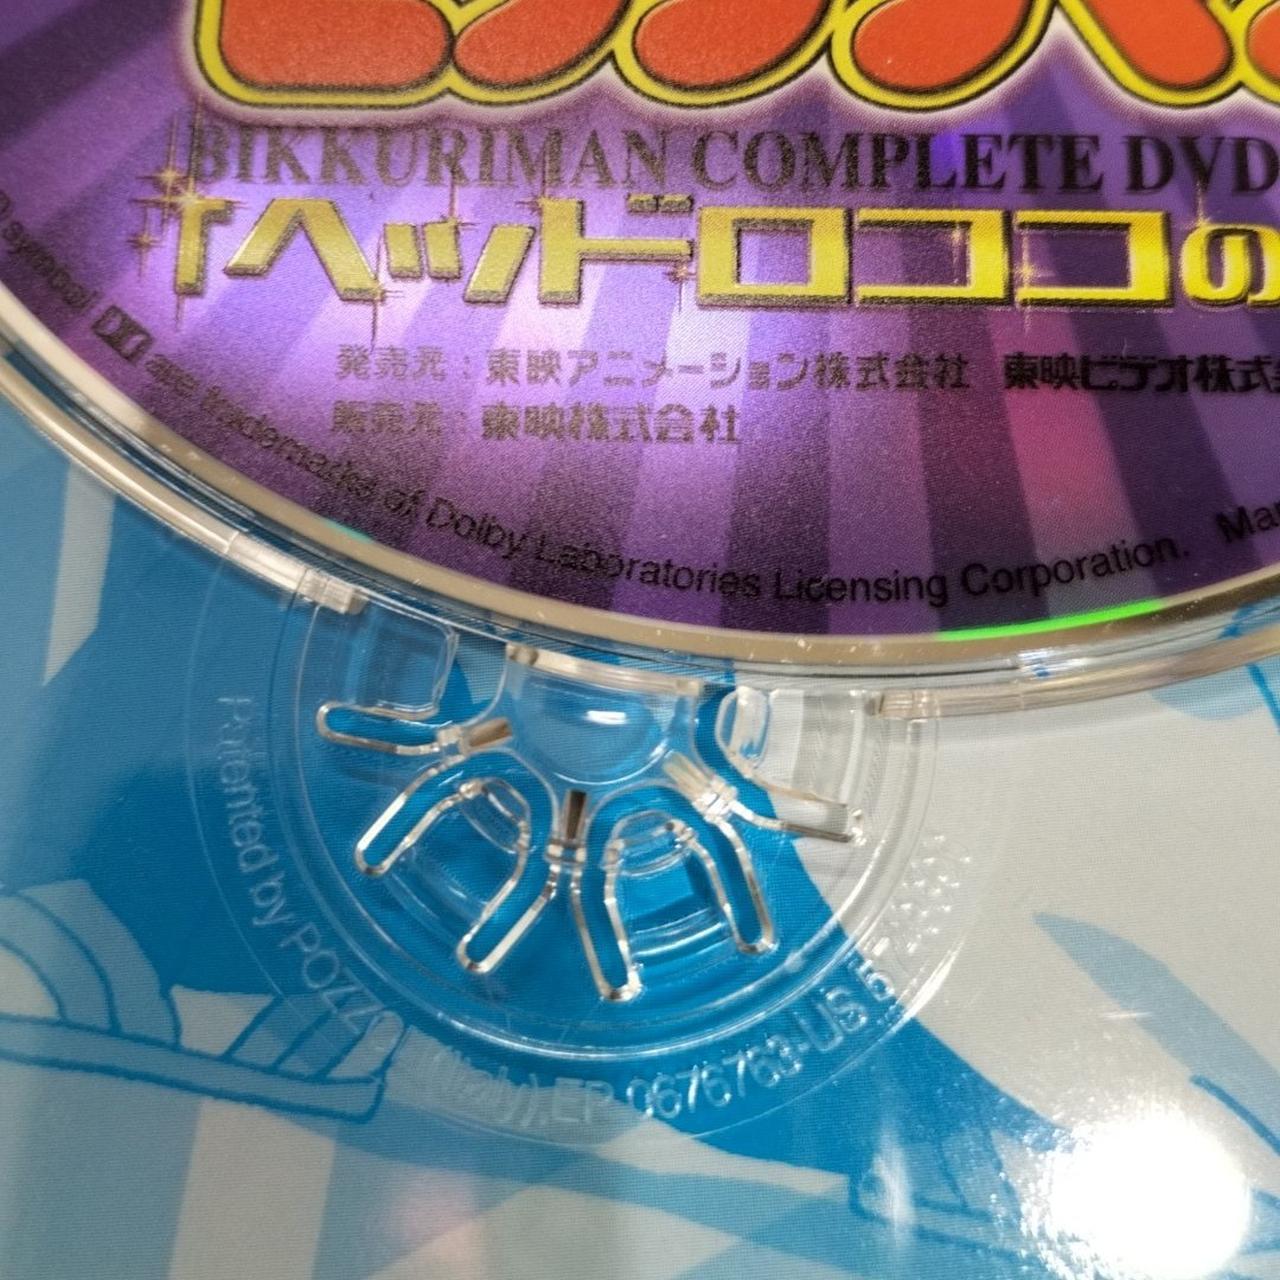 BIKKURIMAN COMPLETE DVD
「ヘッドロココの
発売元：東映アニメーション株式会社 東映ビデオ株式
販売元：東映株式会社
symbol are trademarks of Dolby Laboratories Licensing Corporation.
Patented by POZZOLI (Italy).EP 0676763-US 5